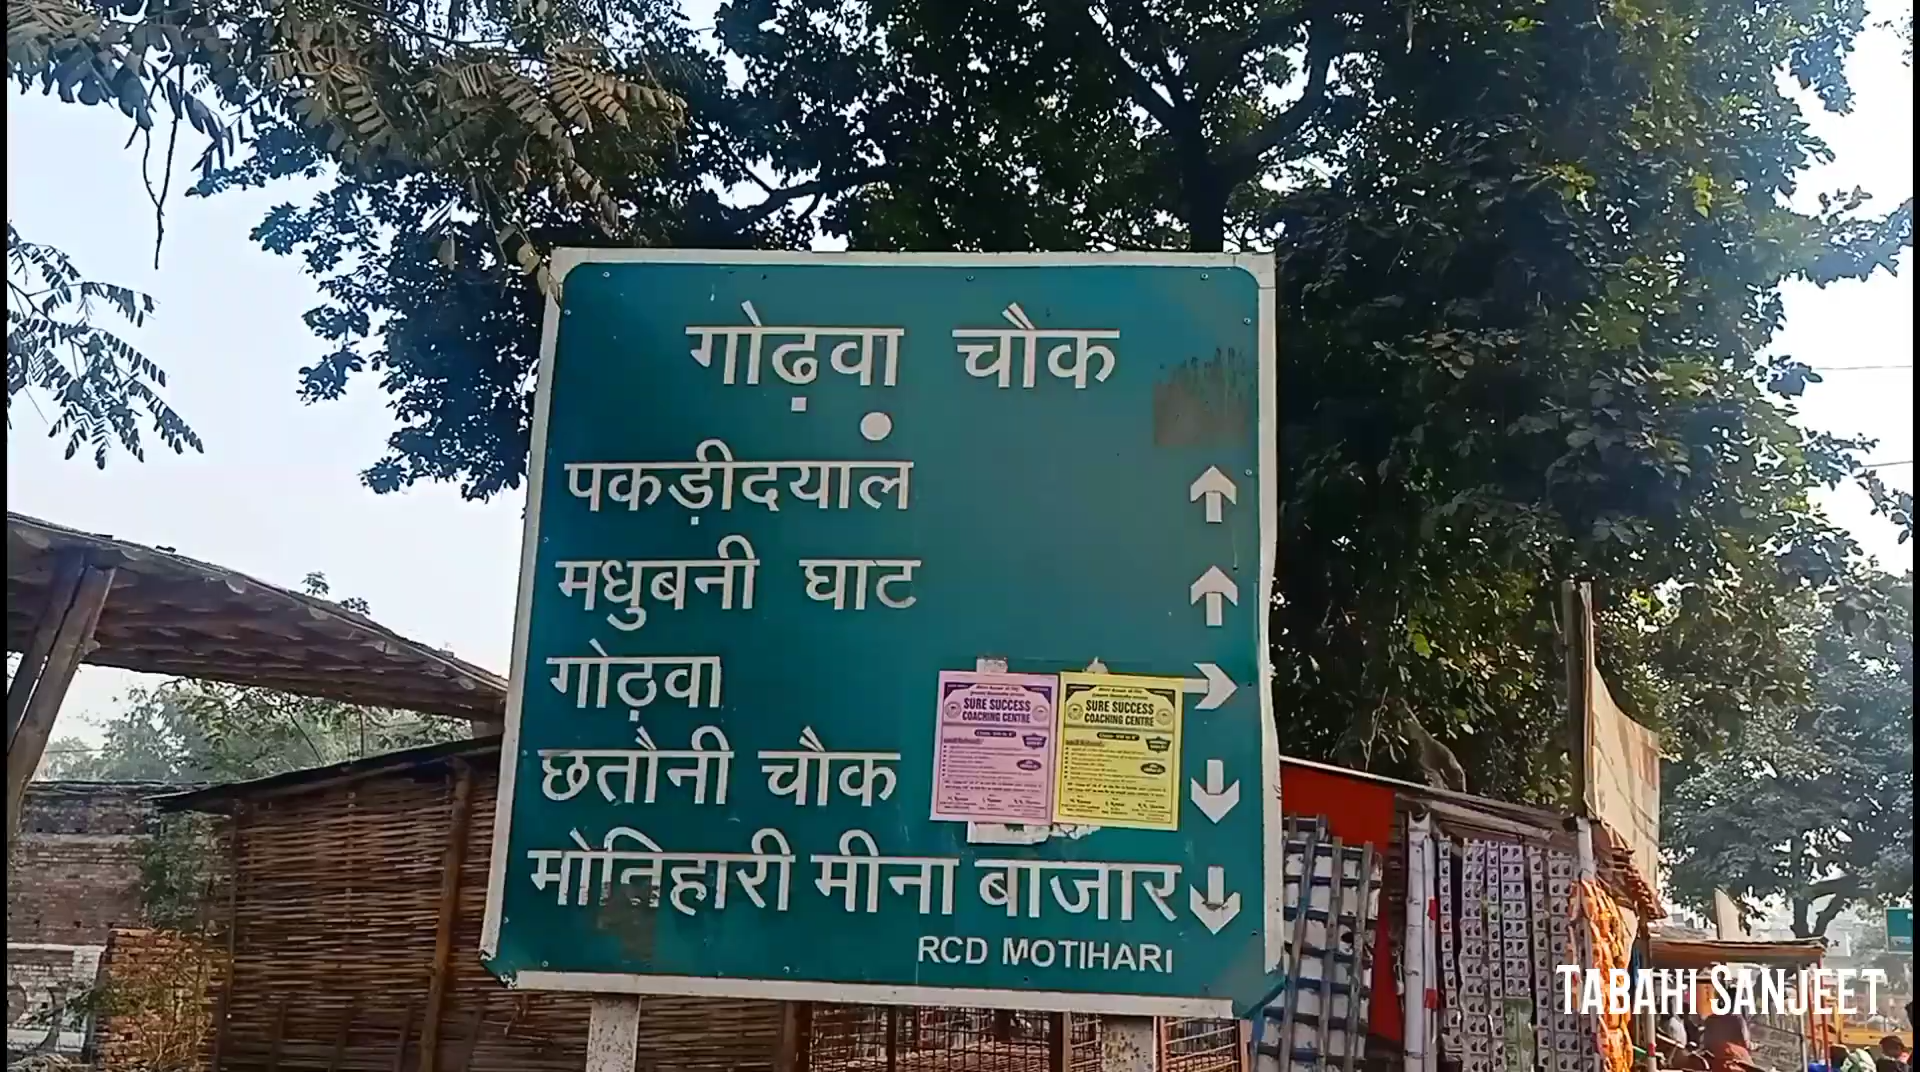 गोढ़वा चौक
पकड़ीदयाल
मधुबनी घाट
गोठ़वा
छतौनी चौक
मोतिहारी मीना बाजार
RCD MOTIHARI
SURE SUCCESS
COACHING CENTRE
SURE SUCCESS
COACHING CENTRE
TABAHI SANJEET